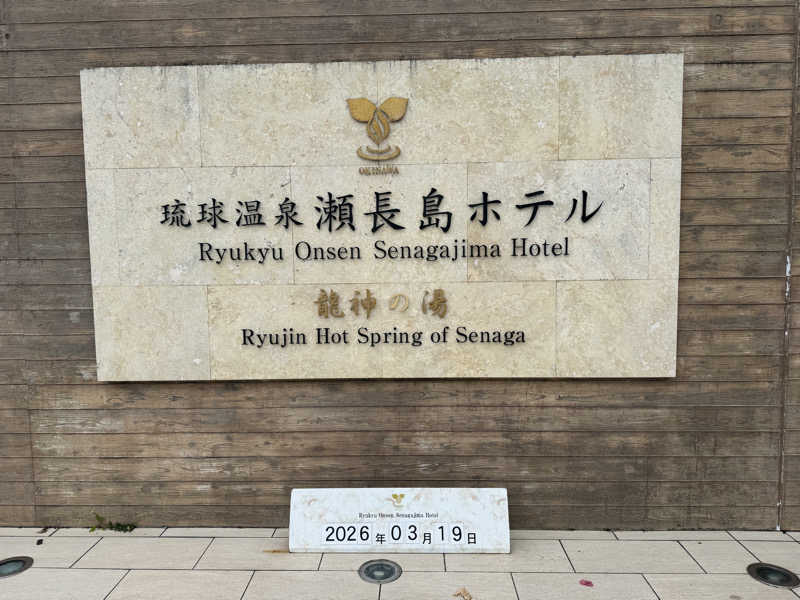 OKINAWA
琉球温泉 瀬長島ホテル
Ryukyu Onsen Senagajima Hotel
龍神の湯
Ryujin Hot Spring of Senaga
Ryukyu Onsen Senagajima Hotel
2026年03月19日